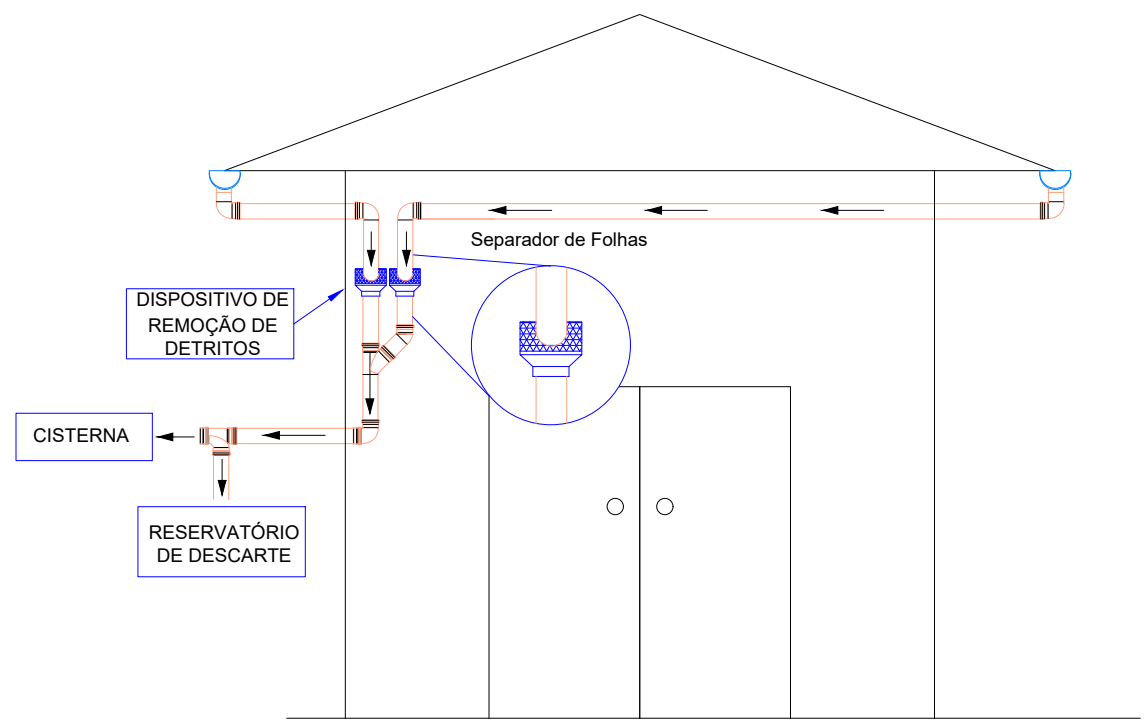 Separador de Folhas
DISPOSITIVO DE
REMOÇÃO DE
DETRITOS
CISTERNA
RESERVATÓRIO
DE DESCARTE